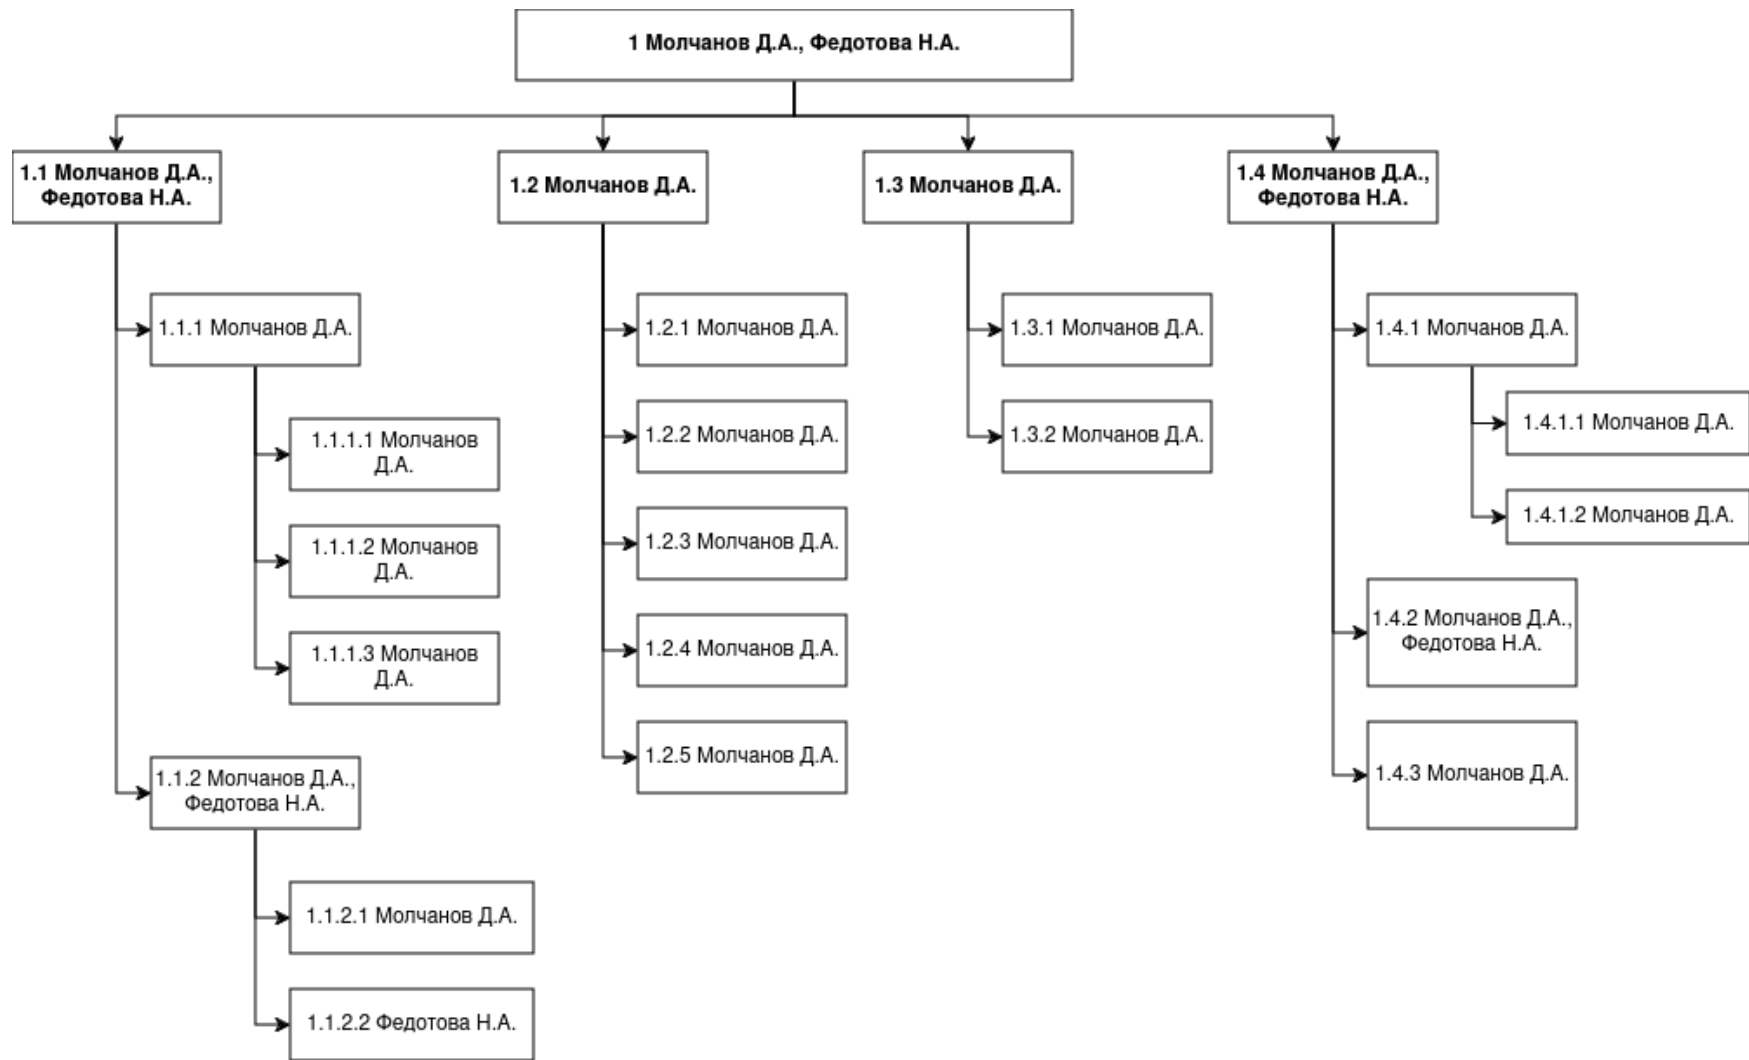 1 Молчанов Д.А., Федотова Н.А.
1.1 Молчанов Д.А.,
Федотова Н.А.
1.2 Молчанов Д.А.
1.3 Молчанов Д.А.
1.4 Молчанов Д.А.,
Федотова Н.А.
1.1.1 Молчанов Д.А.
1.1.1.1 Молчанов
Д.А.
1.1.1.2 Молчанов
Д.А.
1.1.1.3 Молчанов
Д.А.
1.1.2 Молчанов Д.А.,
Федотова Н.А.
1.1.2.1 Молчанов Д.А.
1.1.2.2 Федотова Н.А.
1.2.1 Молчанов Д.А.
1.2.2 Молчанов Д.А.
1.2.3 Молчанов Д.А.
1.2.4 Молчанов Д.А.
1.2.5 Молчанов Д.А.
1.3.1 Молчанов Д.А.
1.3.2 Молчанов Д.А.
1.4.1 Молчанов Д.А.
1.4.1.1 Молчанов Д.А.
1.4.1.2 Молчанов Д.А.
1.4.2 Молчанов Д.А.,
Федотова Н.А.
1.4.3 Молчанов Д.А.